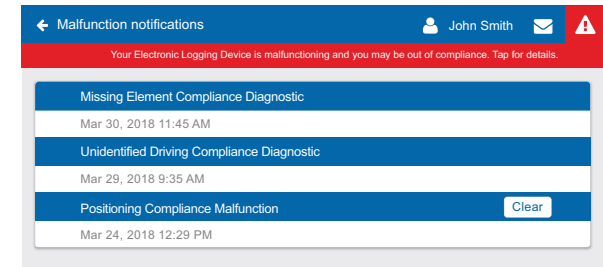 Malfunction notifications John Smith
Your Electronic Logging Device is malfunctioning and you may be out of compliance. Tap for details.
Missing Element Compliance Diagnostic
Mar 30, 2018 11:45 AM
Unidentified Driving Compliance Diagnostic
Mar 29, 2018 9:35 AM
Positioning Compliance Malfunction Clear
Mar 24, 2018 12:29 PM